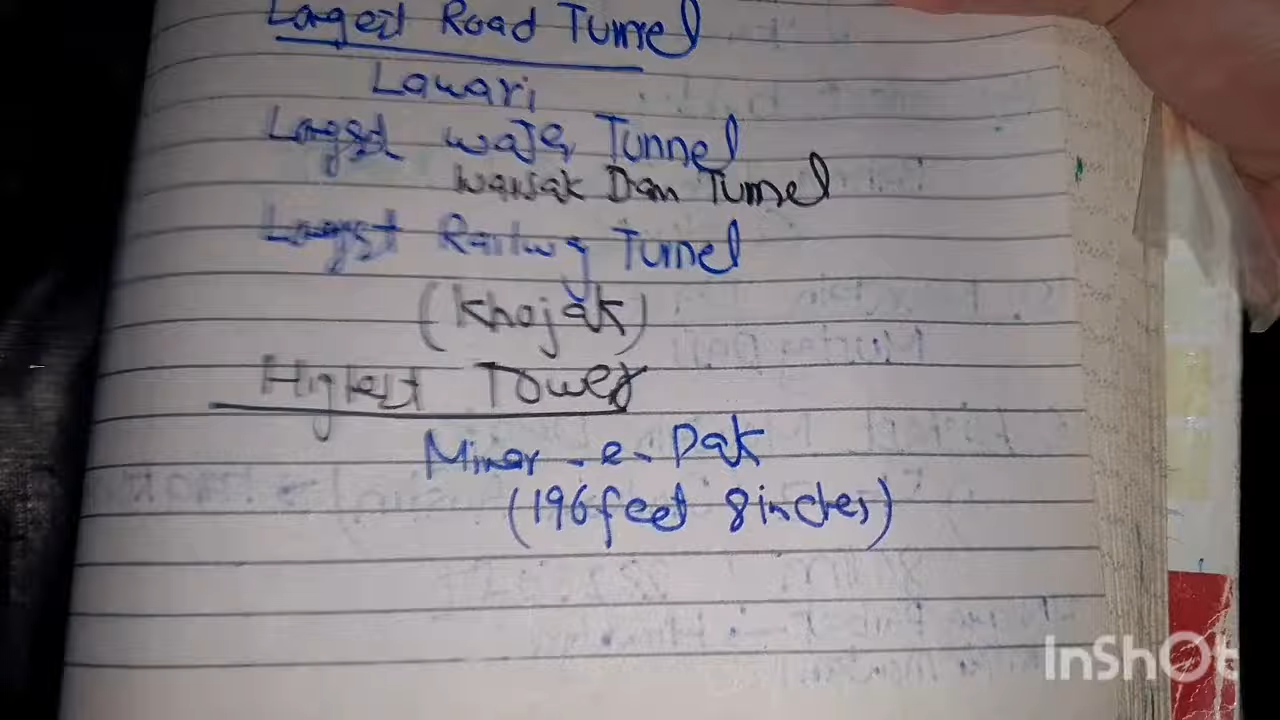 Largest Road Tunnel
Lawari
Largest water Tunnel
Warsak Dam Tunnel
Largest Railway Tunnel
(Khojak)
Highest Tower
Minar-e-Pak
(196 feet 8 inches)
InShOt